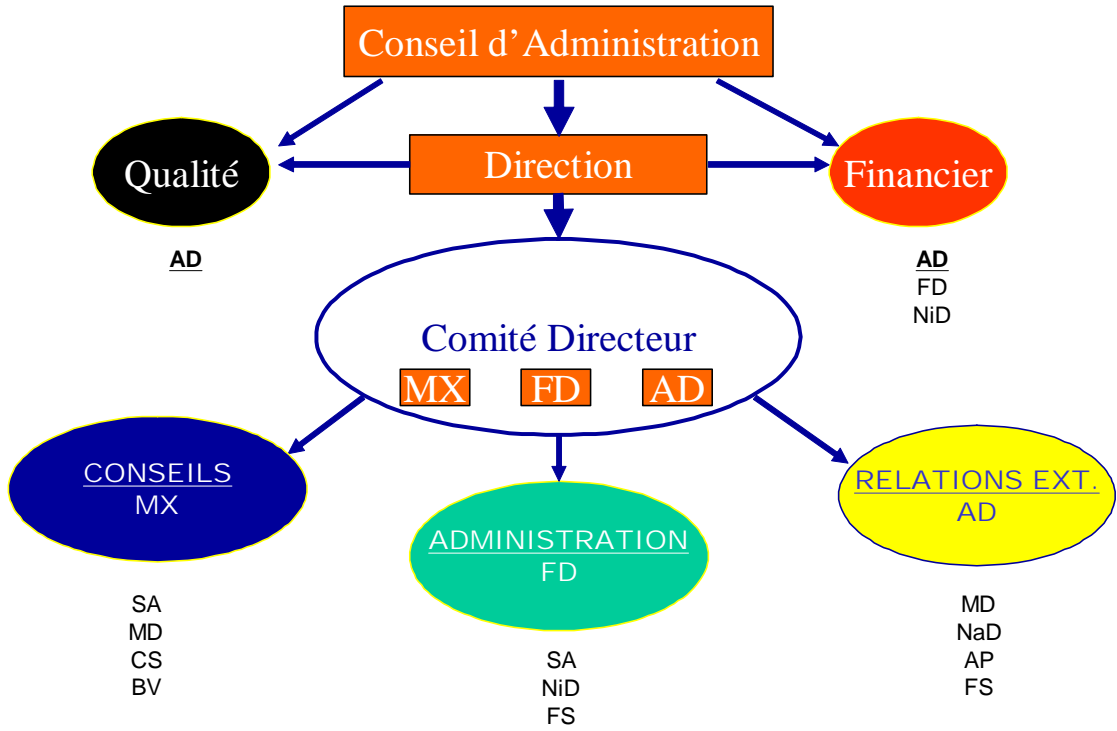 Conseil d’Administration
Qualité
Direction
Financier
AD
AD
FD
NiD
Comité Directeur
MX
FD
AD
CONSEILS
MX
ADMINISTRATION
FD
RELATIONS EXT.
AD
SA
MD
CS
BV
SA
NiD
FS
MD
NaD
AP
FS